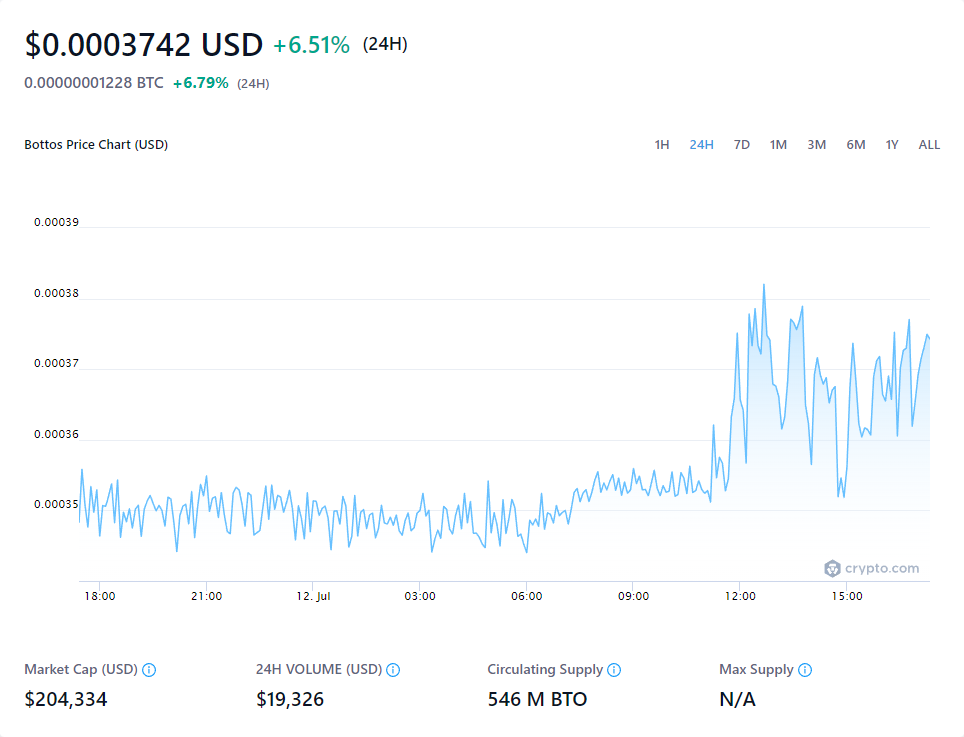 $0.0003742 USD +6.51% (24H)
0.00000001228 BTC +6.79% (24H)
Bottos Price Chart (USD) 1H 24H 7D 1M 3M 6M 1Y ALL
0.00039
0.00038
0.00037
0.00036
0.00035
crypto.com
18:00 21:00 12. Jul 03:00 06:00 09:00 12:00 15:00
Market Cap (USD) 24H VOLUME (USD) Circulating Supply Max Supply
$204,334 $19,326 546 M BTO N/A